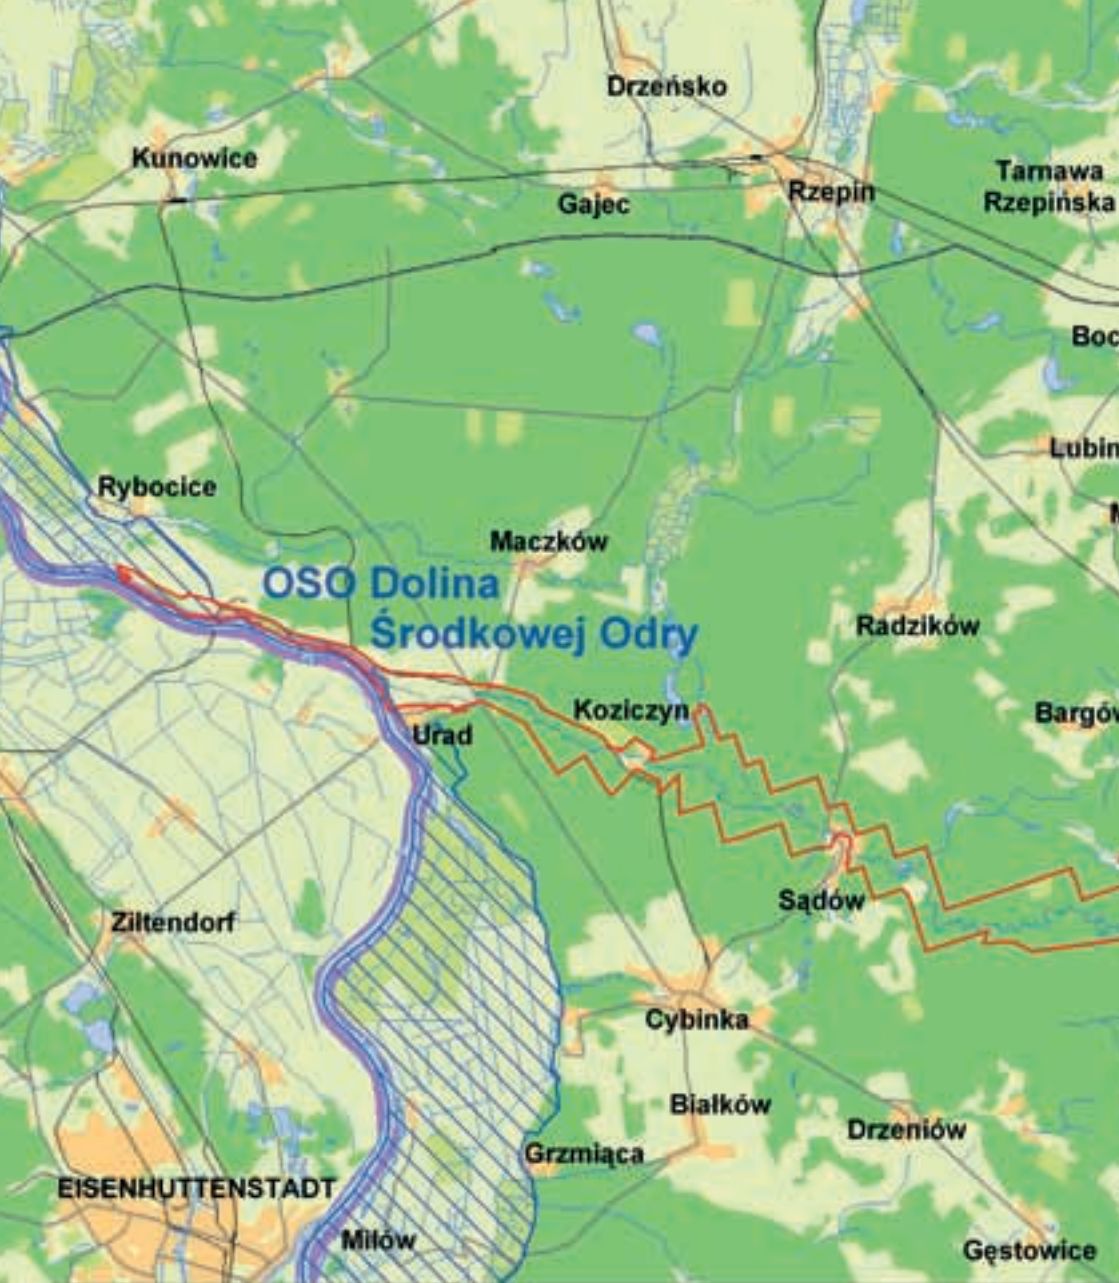 Drzeńsko
Kunowice
Tarnawa
Rzepińska
Rzepin
Gajec
Boc
Lubin
Rybocice
Maczków
OSO Dolina
Środkowej Odry
Radzików
Koziczyn
Bargów
Urad
Sądów
Ziltendorf
Cybinka
Białków
Drzeniów
Grzmiąca
EISENHUTTENSTADT
Miłów
Gęstowice